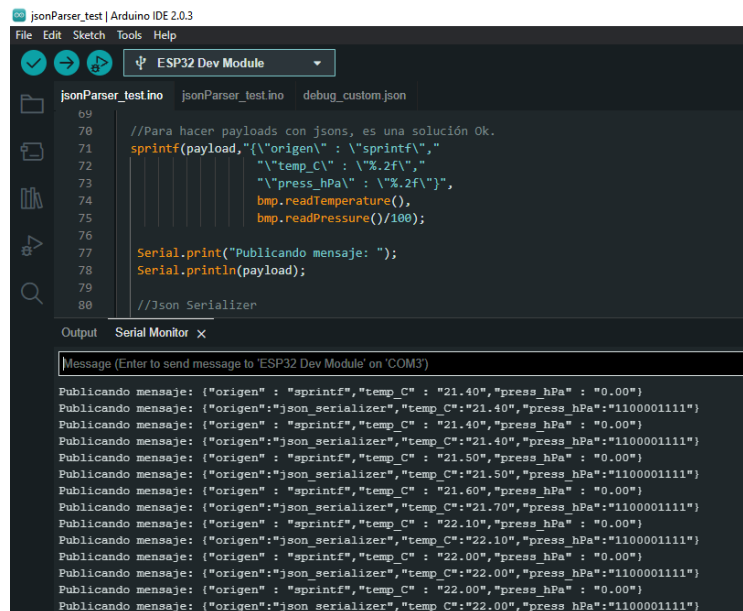 jsonParser_test | Arduino IDE 2.0.3
File Edit Sketch Tools Help
ESP32 Dev Module
jsonParser_test.ino jsonParser_test.ino debug_custom.json
69
70 //Para hacer payloads con jsons, es una solución Ok.
71 sprintf(payload,"{\"origen\" : \"sprintf\","
72 "\"temp_C\" : \"%.2f\","
73 "\"press_hPa\" : \"%.2f\"}",
74 bmp.readTemperature(),
75 bmp.readPressure()/100);
76
77 Serial.print("Publicando mensaje: ");
78 Serial.println(payload);
79
80 //Json Serializer
Output Serial Monitor x
Message (Enter to send message to 'ESP32 Dev Module' on 'COM3')
Publicando mensaje: {"origen" : "sprintf","temp_C" : "21.40","press_hPa" : "0.00"}
Publicando mensaje: {"origen":"json_serializer","temp_C":"21.40","press_hPa":"1100001111"}
Publicando mensaje: {"origen" : "sprintf","temp_C" : "21.40","press_hPa" : "0.00"}
Publicando mensaje: {"origen":"json_serializer","temp_C":"21.40","press_hPa":"1100001111"}
Publicando mensaje: {"origen" : "sprintf","temp_C" : "21.50","press_hPa" : "0.00"}
Publicando mensaje: {"origen":"json_serializer","temp_C":"21.50","press_hPa":"1100001111"}
Publicando mensaje: {"origen" : "sprintf","temp_C" : "21.60","press_hPa" : "0.00"}
Publicando mensaje: {"origen":"json_serializer","temp_C":"21.70","press_hPa":"1100001111"}
Publicando mensaje: {"origen" : "sprintf","temp_C" : "22.10","press_hPa" : "0.00"}
Publicando mensaje: {"origen":"json_serializer","temp_C":"22.10","press_hPa":"1100001111"}
Publicando mensaje: {"origen" : "sprintf","temp_C" : "22.00","press_hPa" : "0.00"}
Publicando mensaje: {"origen":"json_serializer","temp_C":"22.00","press_hPa":"1100001111"}
Publicando mensaje: {"origen" : "sprintf","temp_C" : "22.00","press_hPa" : "0.00"}
Publicando mensaje: {"origen":"json_serializer","temp_C":"22.00","press_hPa":"1100001111"}